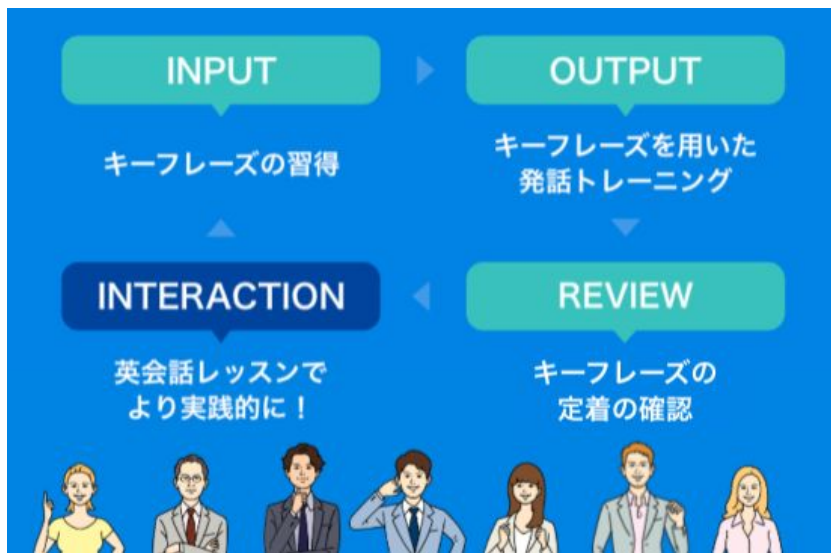 INPUT
キーフレーズの習得
OUTPUT
キーフレーズを用いた
発話トレーニング
INTERACTION
英会話レッスンで
より実践的に！
REVIEW
キーフレーズの
定着の確認